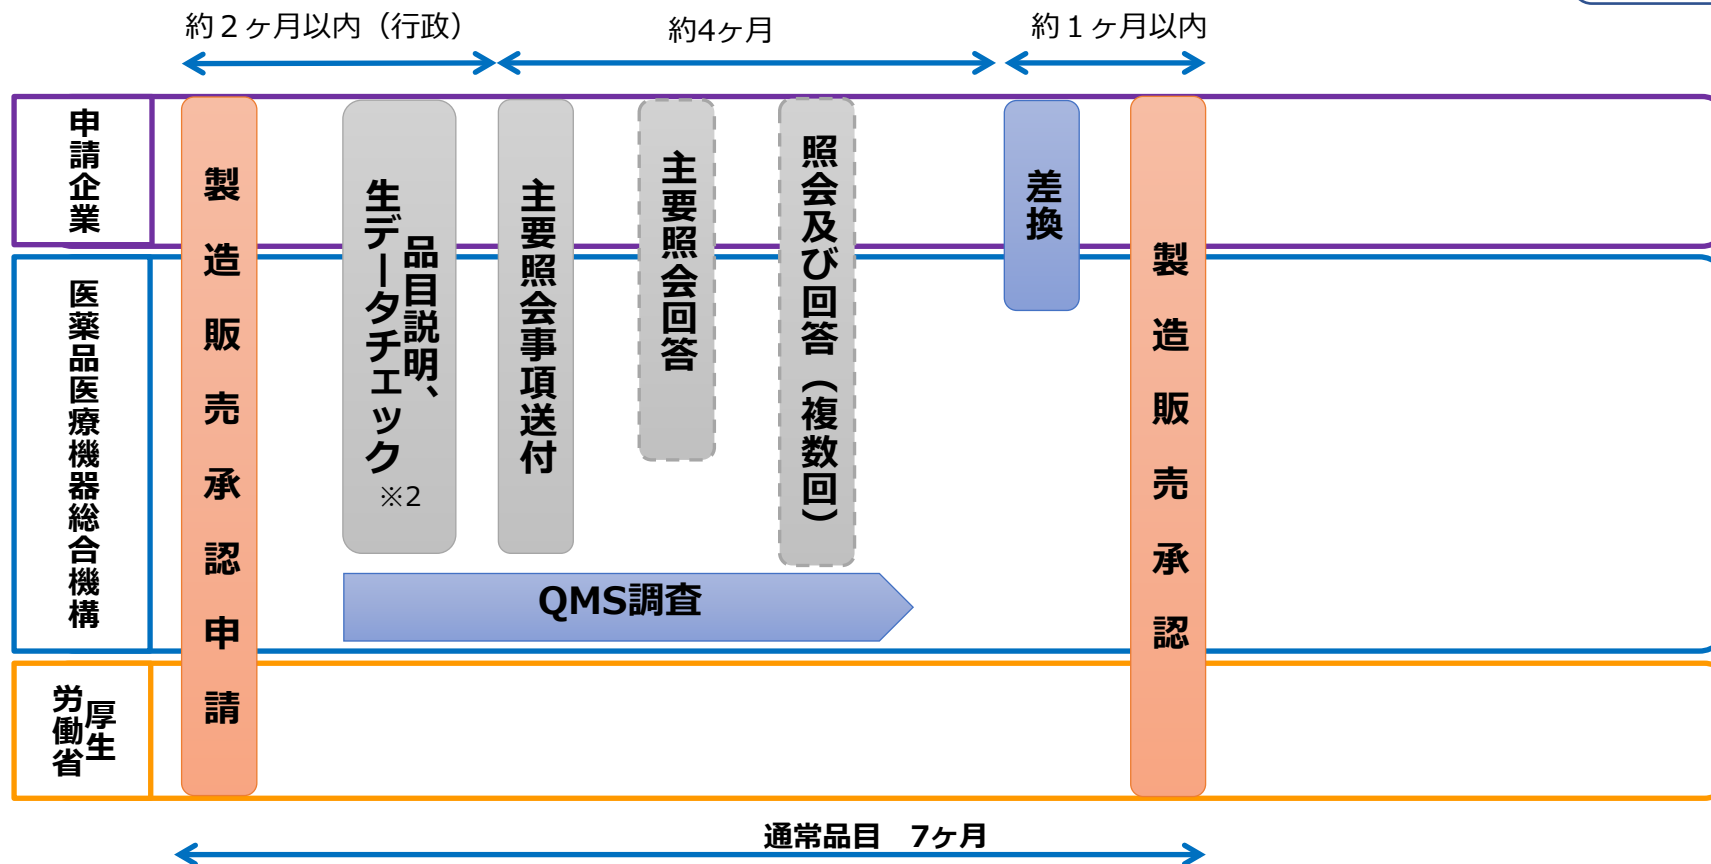 約２ヶ月以内（行政）
約4ヶ月
約１ヶ月以内
申請企業
医薬品医療機器総合機構
厚生
労働省
製造販売承認申請
品目説明、
生データチェック
※2
主要照会事項送付
主要照会回答
照会及び回答（複数回）
QMS調査
差換
製造販売承認
通常品目　7ヶ月